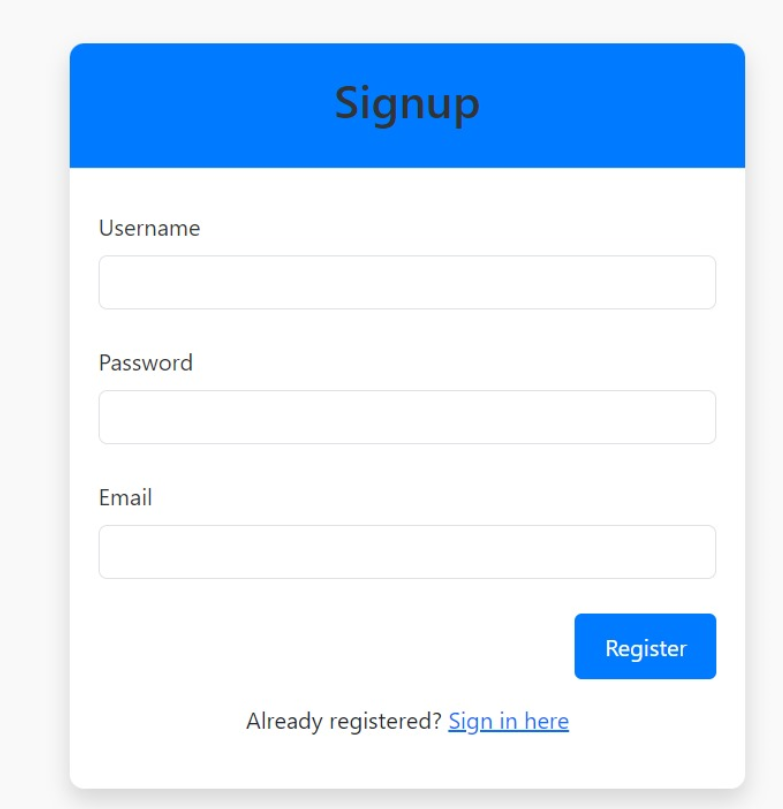 Signup
Username
Password
Email
Register
Already registered? Sign in here